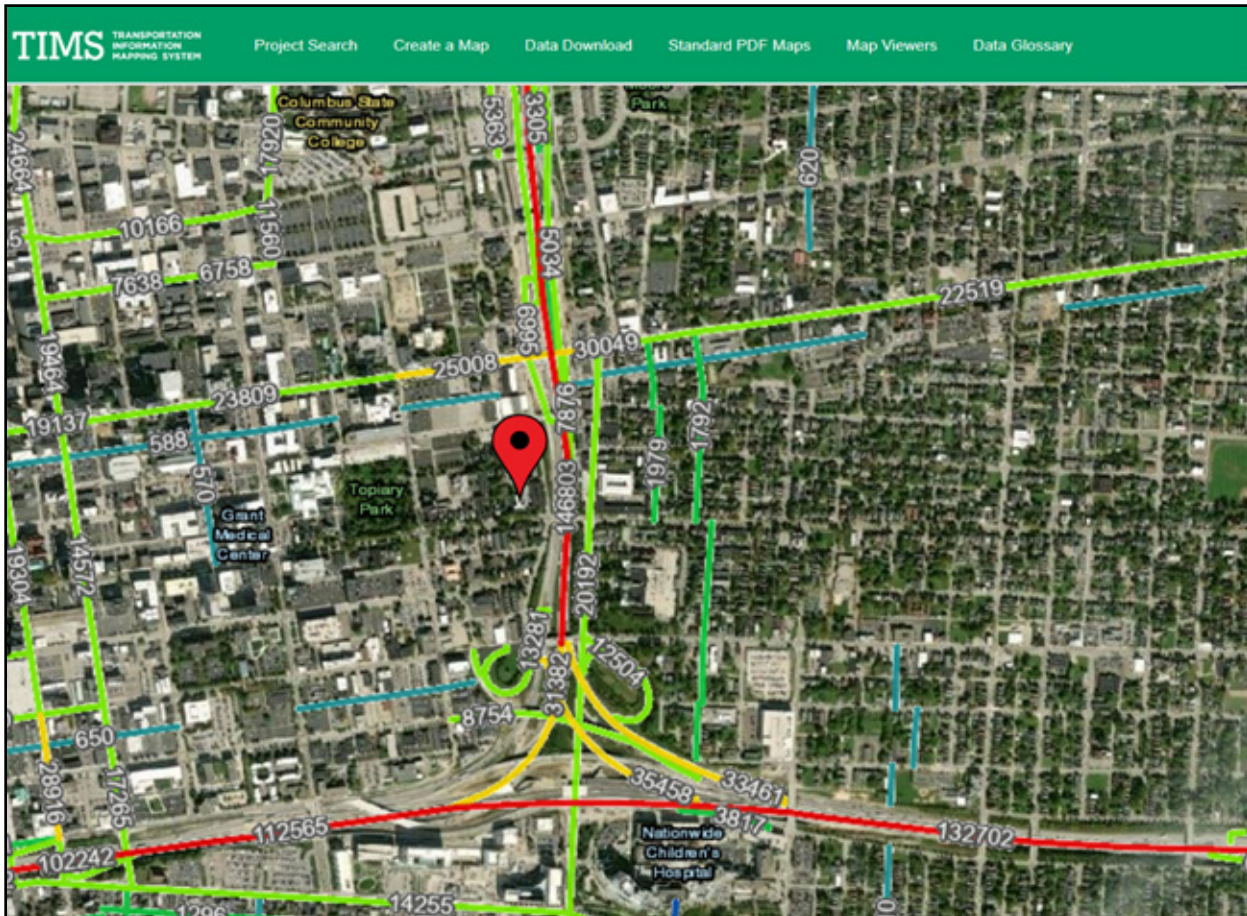 TIMS TRANSPORTATION
INFORMATION
MAPPING SYSTEM
Project Search Create a Map Data Download Standard PDF Maps Map Viewers Data Glossary
Columbus State
Community
College
Park
24664
17920
5363
3305
620
10166
11560
5034
7638
6758
22519
6995
19464
25008
30049
23809
7876
19137
588
1979
1792
570
Topiary
Park
146803
Grant
Medical
Center
14572
19304
20192
13281
12504
31382
8754
650
28916
17265
35458
33461
3817
112565
132702
102242
Nationwide
Children's
Hospital
14255
1296